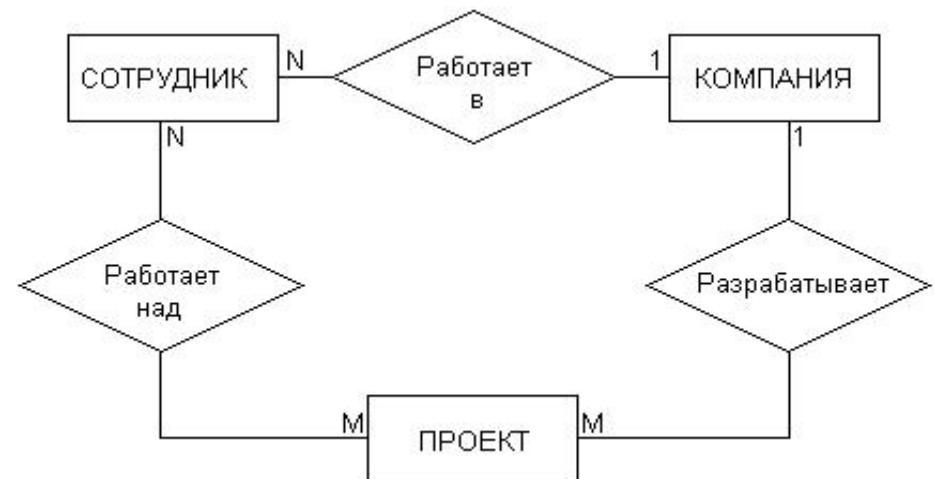 СОТРУДНИК
N
Работает
в
1
КОМПАНИЯ
N
1
Работает
над
Разрабатывает
M
ПРОЕКТ
M